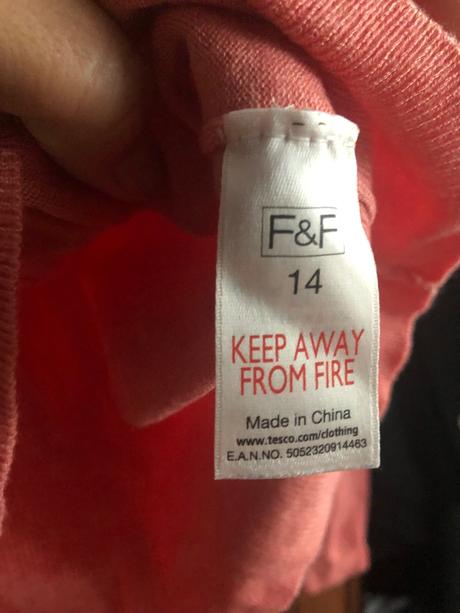 F&F
14
KEEP AWAY
FROM FIRE
Made in China
www.tesco.com/clothing
E.A.N.NO. 5052320914463